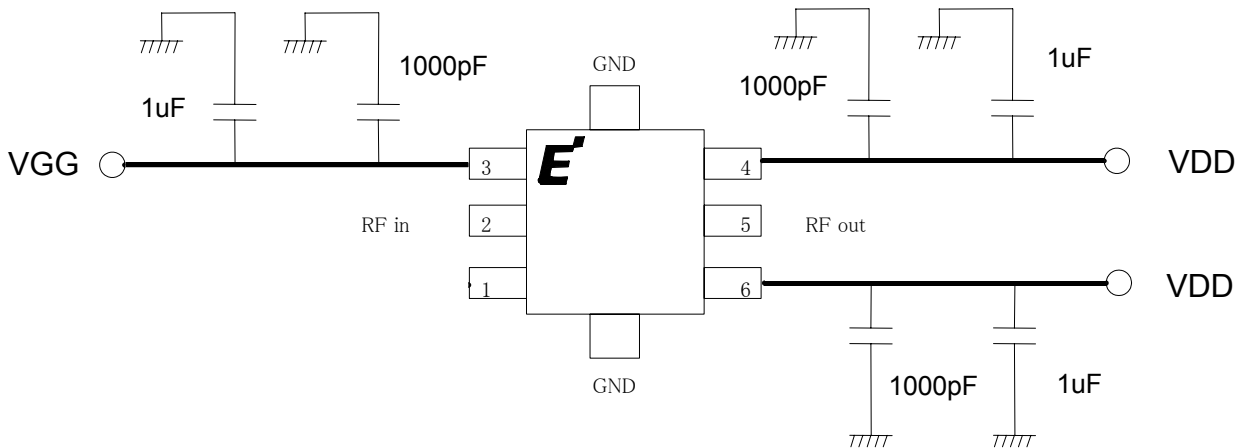 1uF
1000pF
GND
1000pF
1uF
VGG
3
E
4
VDD
RF in
2
5
RF out
1
6
VDD
GND
1000pF
1uF